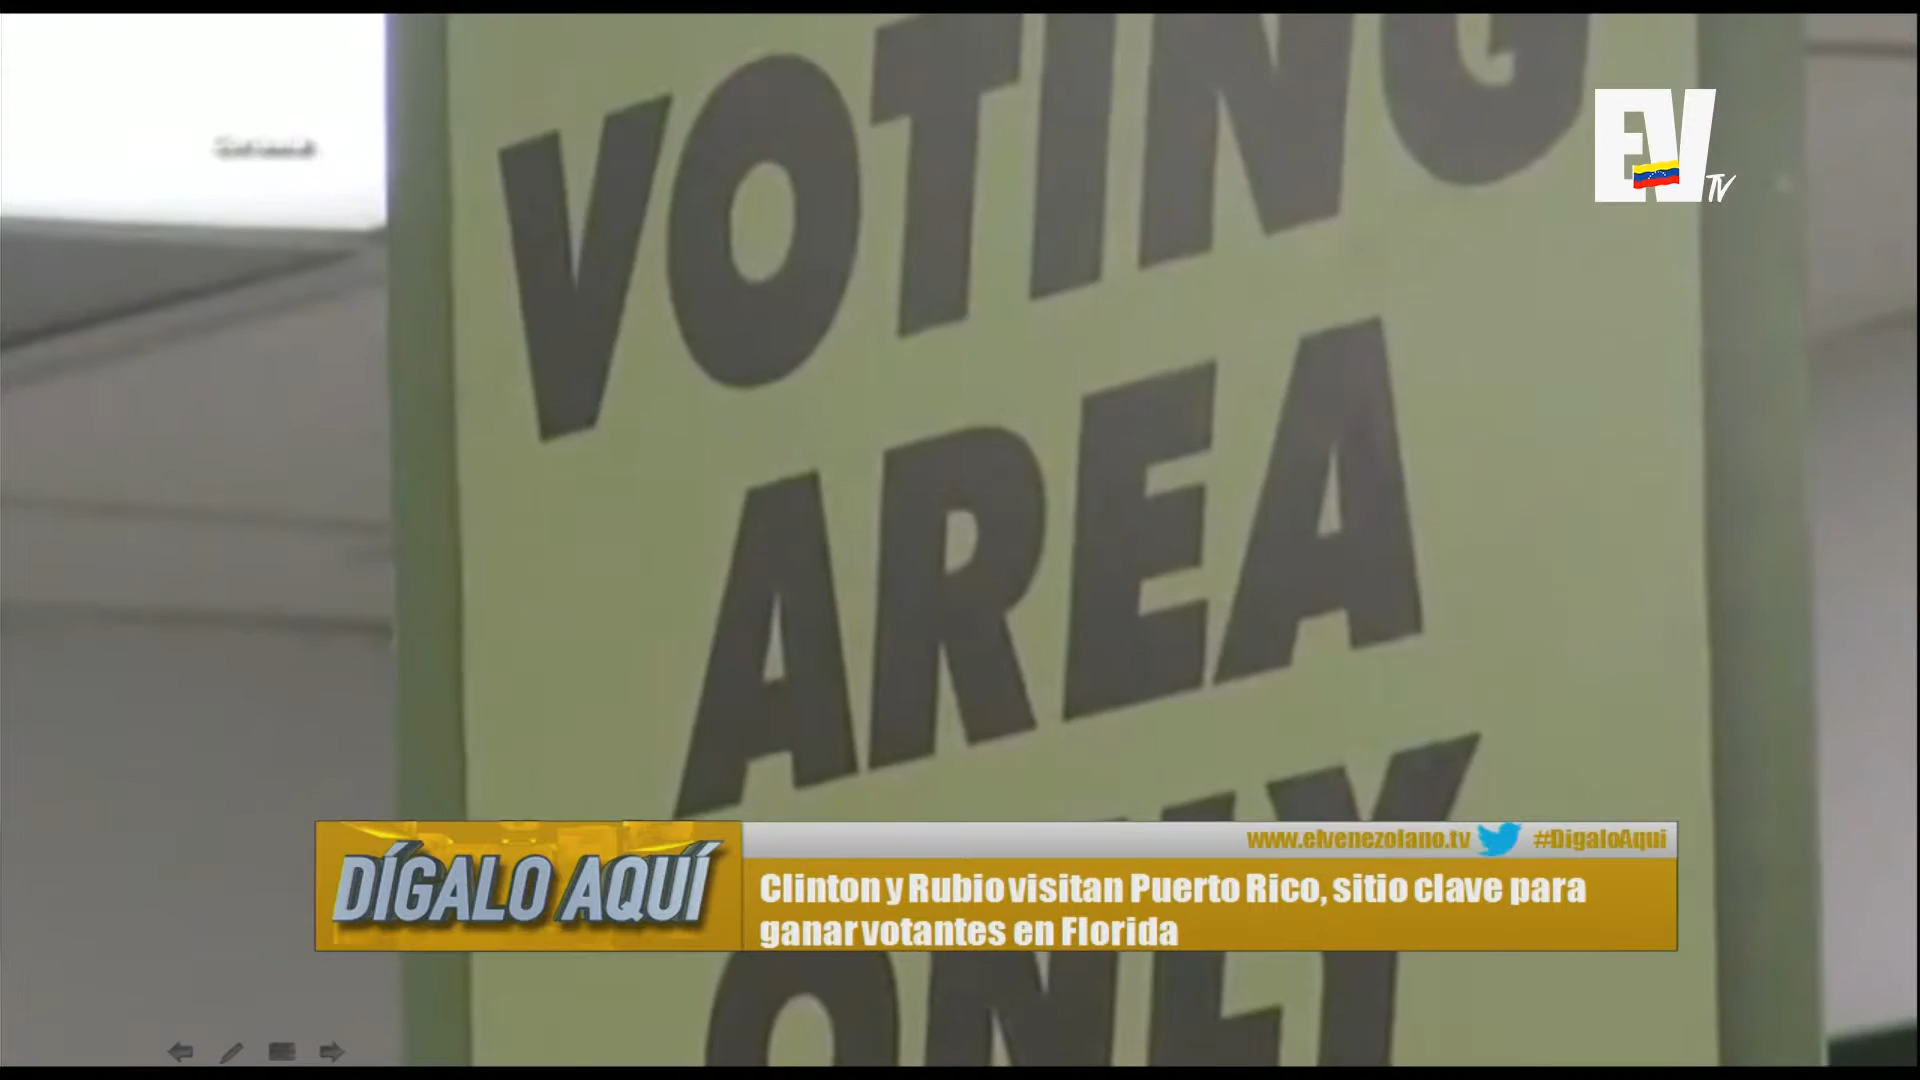 VOTING
AREA
ONLY
EV TV
www.elvenezolano.tv #DigaloAqui
DÍGALO AQUÍ
Clinton y Rubio visitan Puerto Rico, sitio clave para
ganar votantes en Florida